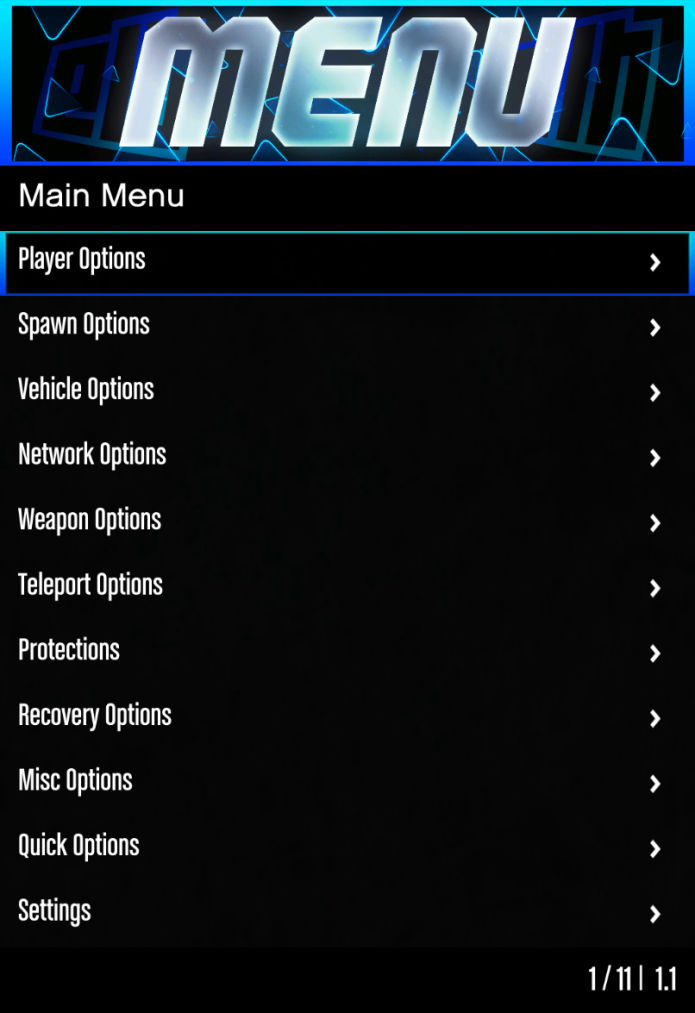 MENU
Main Menu
Player Options
Spawn Options
Vehicle Options
Network Options
Weapon Options
Teleport Options
Protections
Recovery Options
Misc Options
Quick Options
Settings
1 / 11 | 1.1